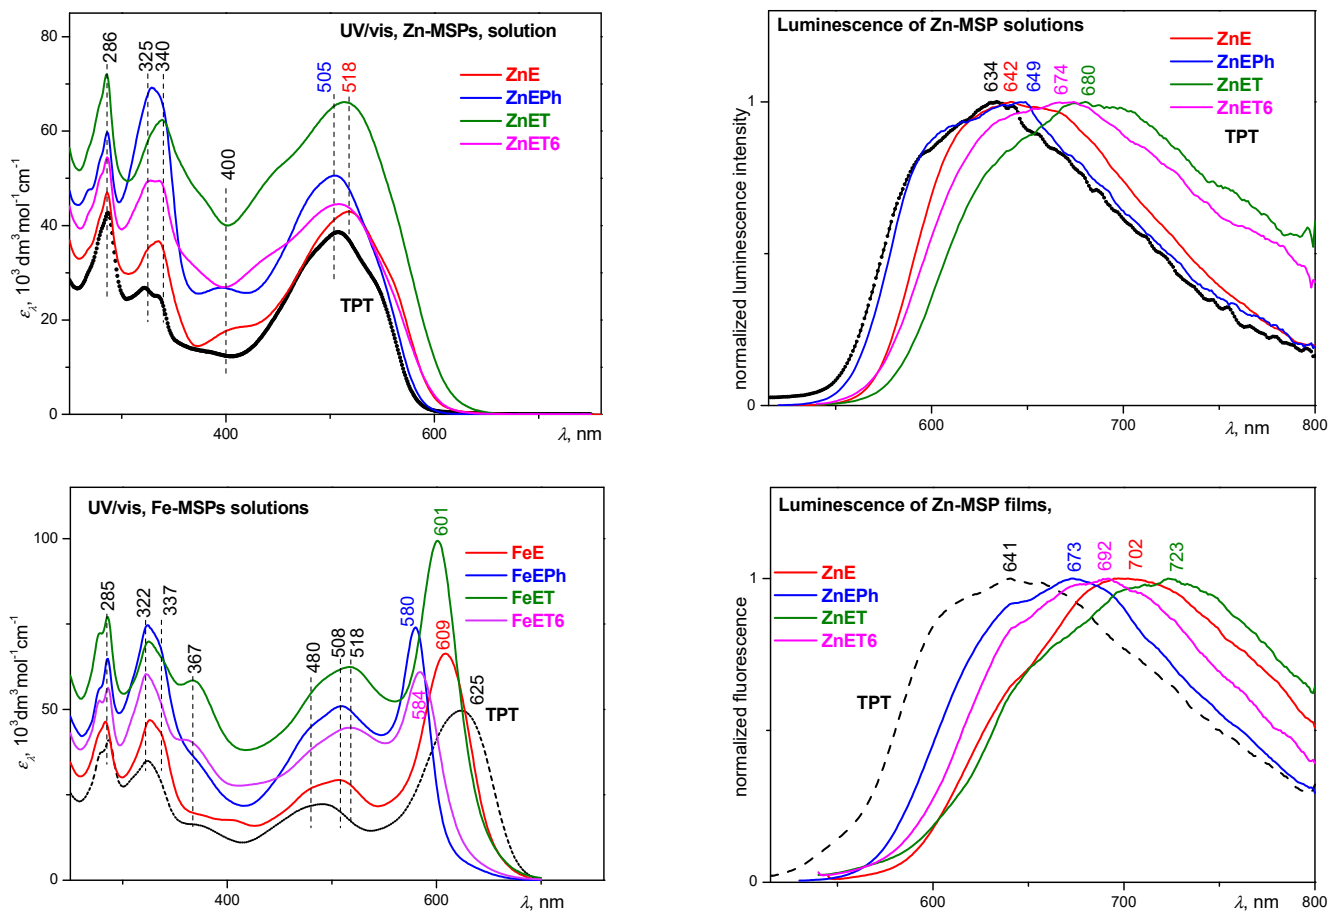 UV/vis, Zn-MSPs, solution
80
60
40
20
0
400
600
ελ, 10³ dm³mol⁻¹cm⁻¹
λ, nm
286
325
340
400
505
518
ZnE
ZnEPh
ZnET
ZnET6
TPT
Luminescence of Zn-MSP solutions
1
0
600
700
800
normalized luminescence intensity
λ, nm
634
642
649
674
680
ZnE
ZnEPh
ZnET
ZnET6
TPT
UV/vis, Fe-MSPs solutions
100
50
0
400
600
ελ, 10³dm³mol⁻¹cm⁻¹
λ, nm
285
322
337
367
480
508
518
580
584
601
609
625
FeE
FeEPh
FeET
FeET6
TPT
Luminescence of Zn-MSP films,
1
0
600
700
800
normalized fluorescence
λ, nm
641
673
692
702
723
ZnE
ZnEPh
ZnET
ZnET6
TPT